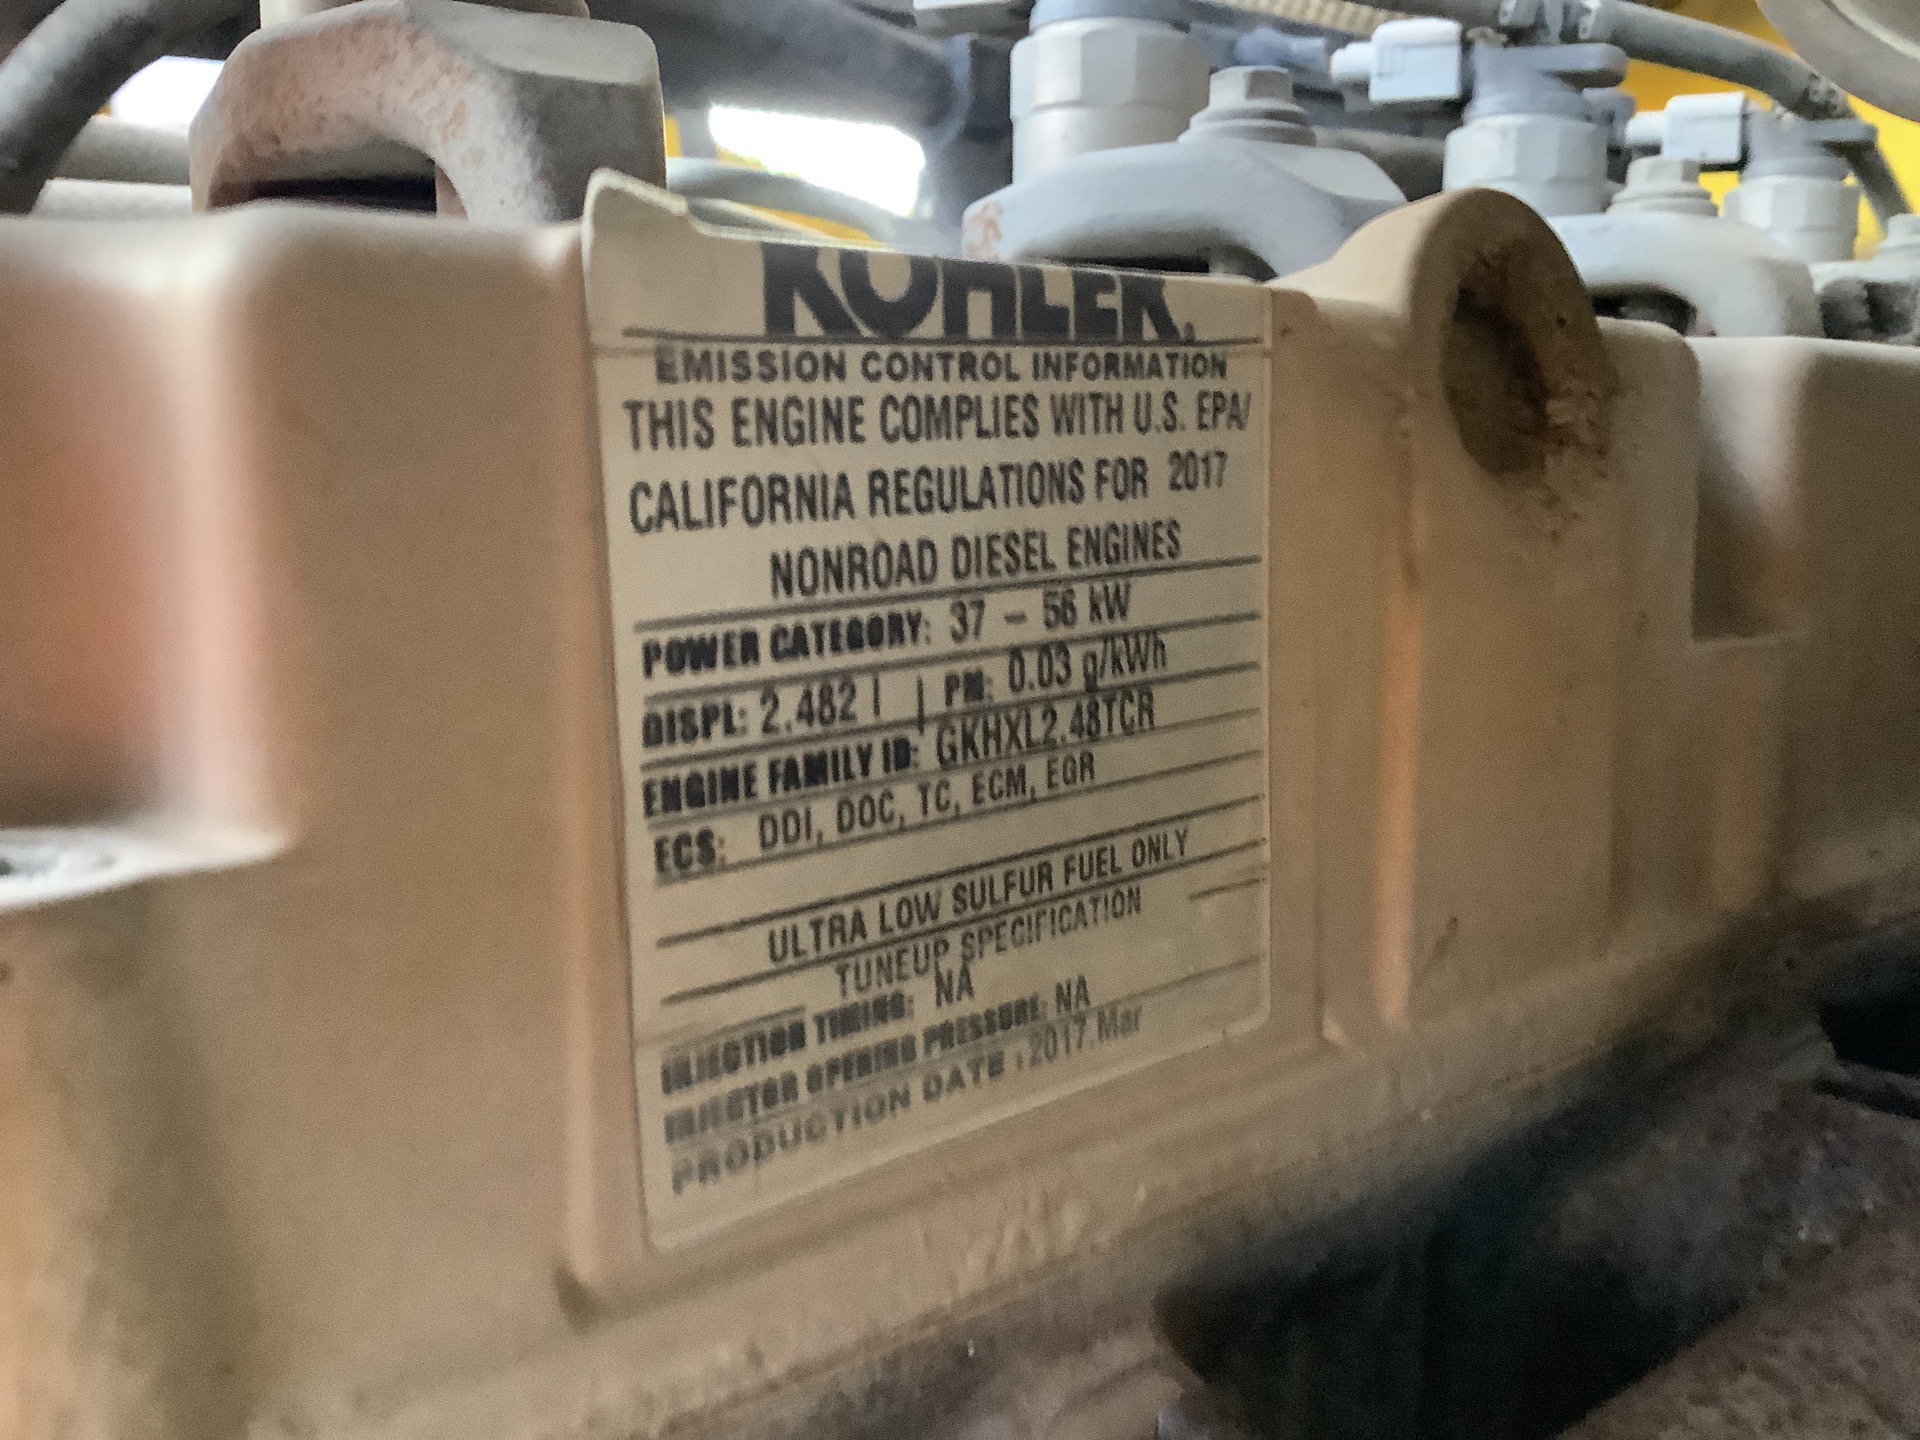 KOHLER.
EMISSION CONTROL INFORMATION
THIS ENGINE COMPLIES WITH U.S. EPA/
CALIFORNIA REGULATIONS FOR 2017
NONROAD DIESEL ENGINES
POWER CATEGORY: 37 – 56 kW
DISPL: 2.482 l | PM: 0.03 g/kWh
ENGINE FAMILY ID: GKHXL2.48TCR
ECS: DDI, DOC, TC, ECM, EGR
ULTRA LOW SULFUR FUEL ONLY
TUNEUP SPECIFICATION
INJECTION TIMING: NA
INJECTOR OPENING PRESSURE: NA
PRODUCTION DATE : 2017.Mar